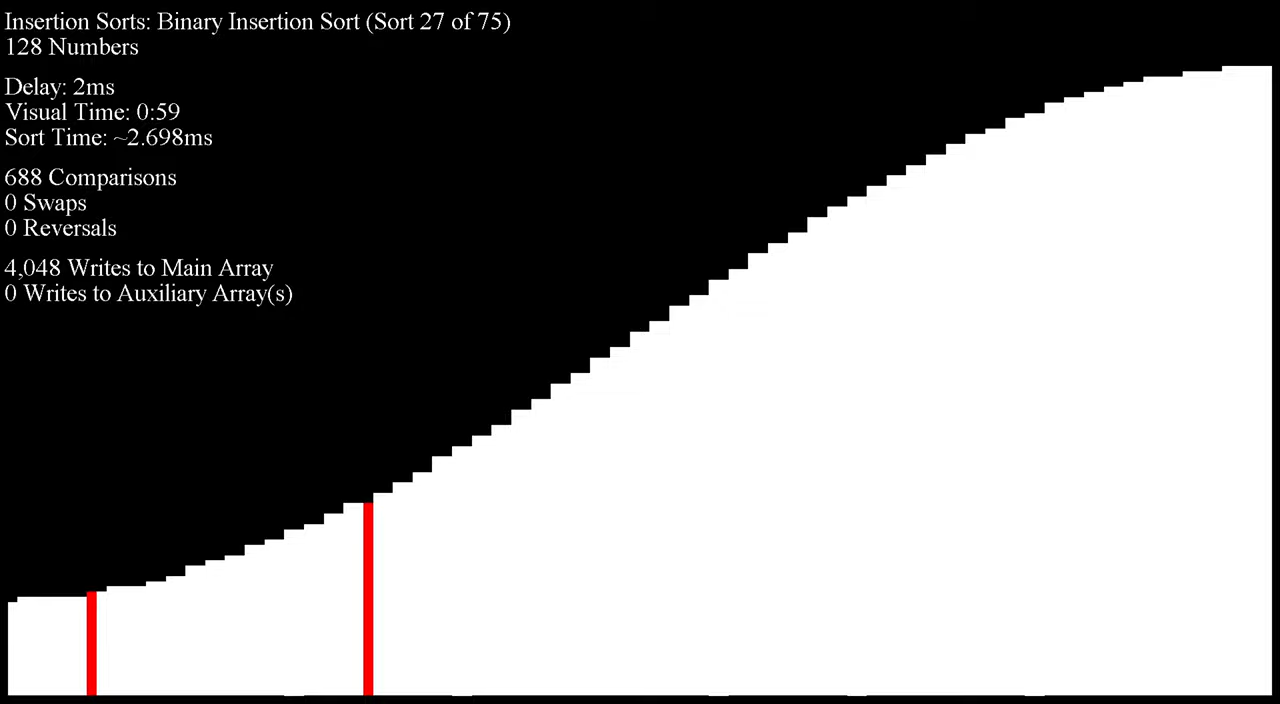 Insertion Sorts: Binary Insertion Sort (Sort 27 of 75)
128 Numbers
Delay: 2ms
Visual Time: 0:59
Sort Time: ~2.698ms
688 Comparisons
0 Swaps
0 Reversals
4,048 Writes to Main Array
0 Writes to Auxiliary Array(s)